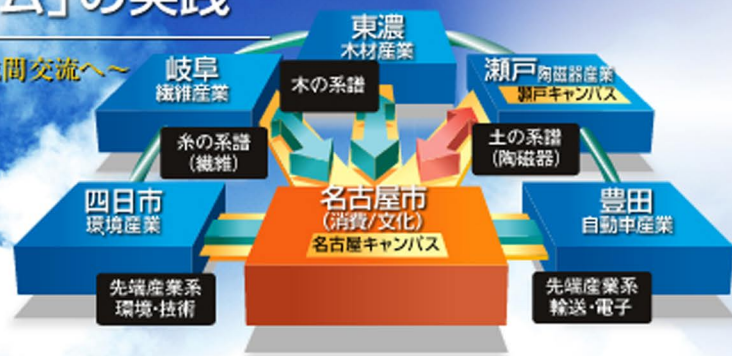 ム」の実践
間交流へ〜
東濃
木材産業
岐阜
繊維産業
木の系譜
瀬戸陶磁器産業
瀬戸キャンパス
糸の系譜
(繊維)
土の系譜
(陶磁器)
四日市
環境産業
名古屋市
(消費/文化)
名古屋キャンパス
豊田
自動車産業
先端産業系
環境・技術
先端産業系
輸送・電子